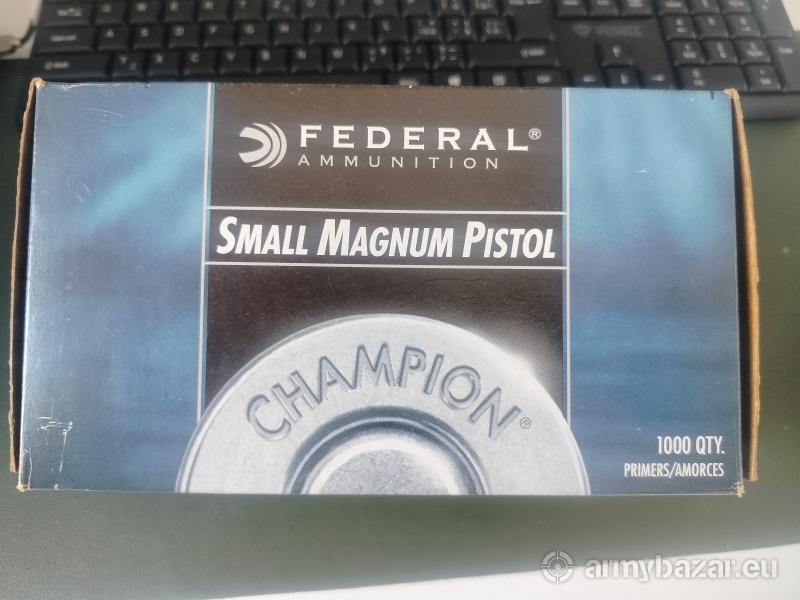 FEDERAL®
AMMUNITION
SMALL MAGNUM PISTOL
CHAMPION®
1000 QTY.
PRIMERS/AMORCES
armybazar.eu